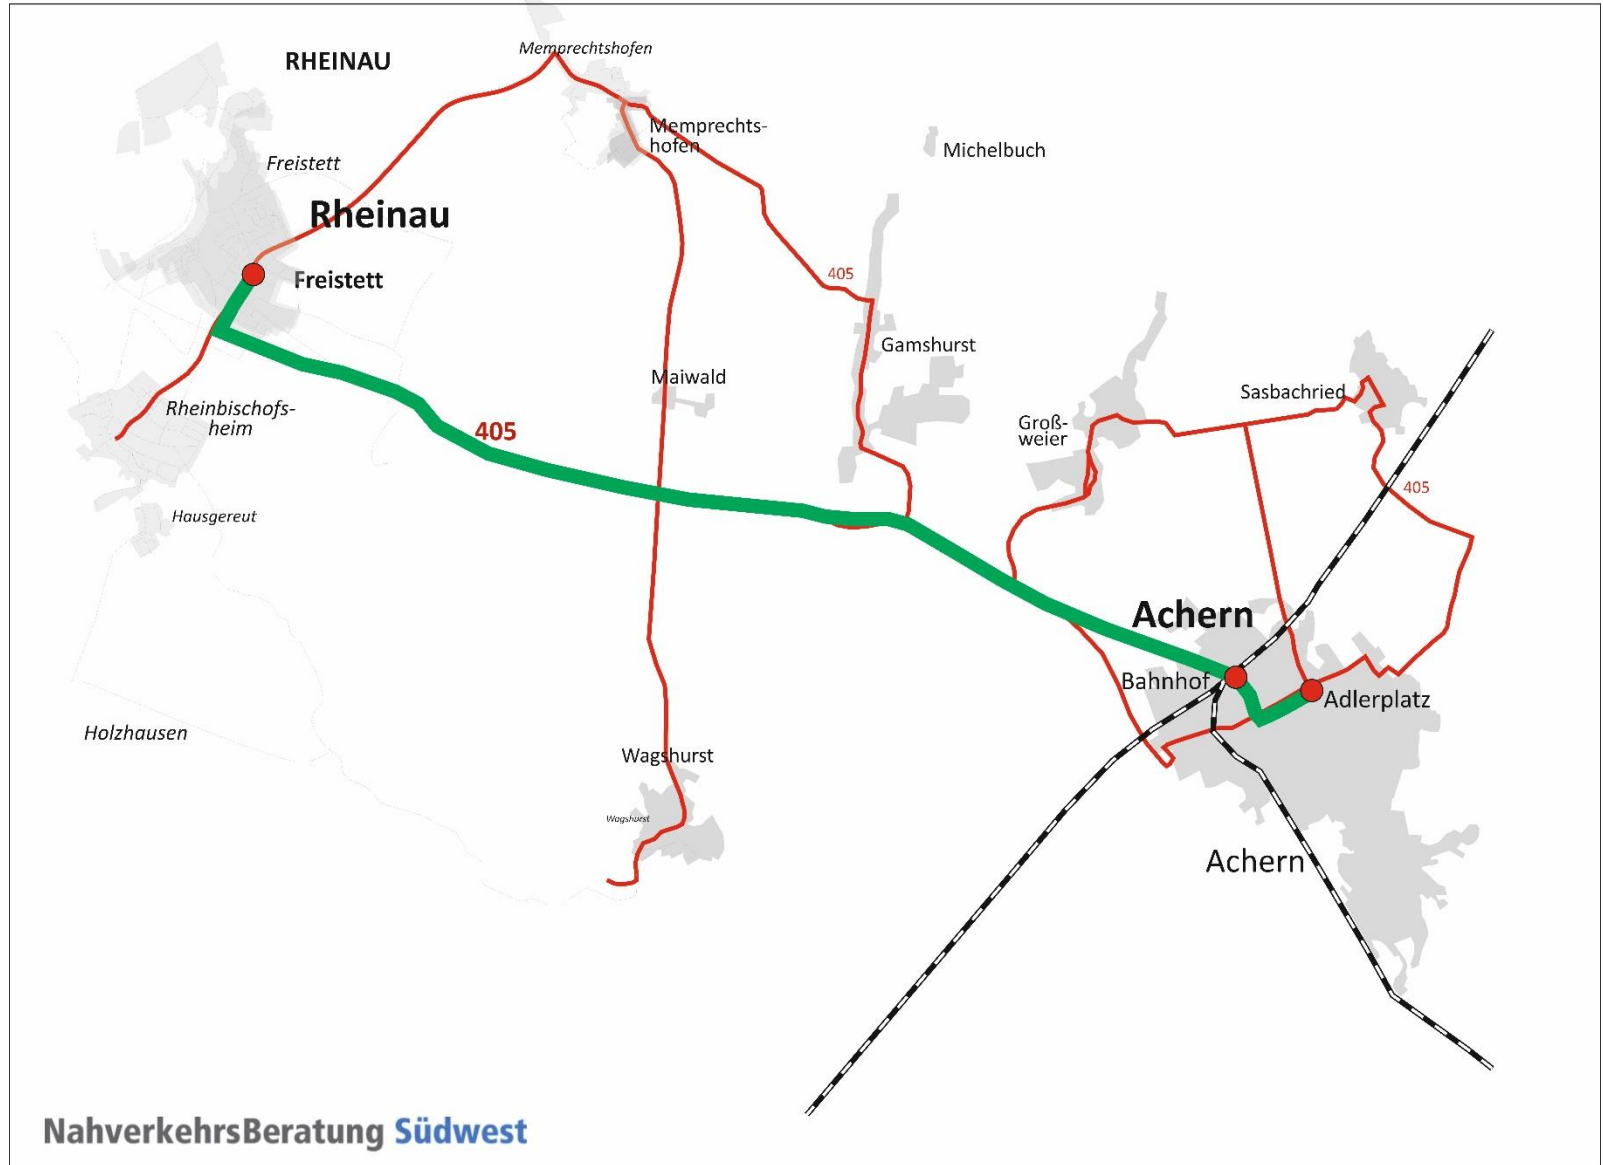 Memprechtshofen
RHEINAU
Memprechts-
hofen
Michelbuch
Freistett
Rheinau
405
Freistett
Gamshurst
Maiwald
Sasbachried
Rheinbischofs-
heim
Groß-
weier
405
405
Hausgereut
Achern
Bahnhof
Adlerplatz
Holzhausen
Wagshurst
Wagshurst
Achern
NahverkehrsBeratung Südwest